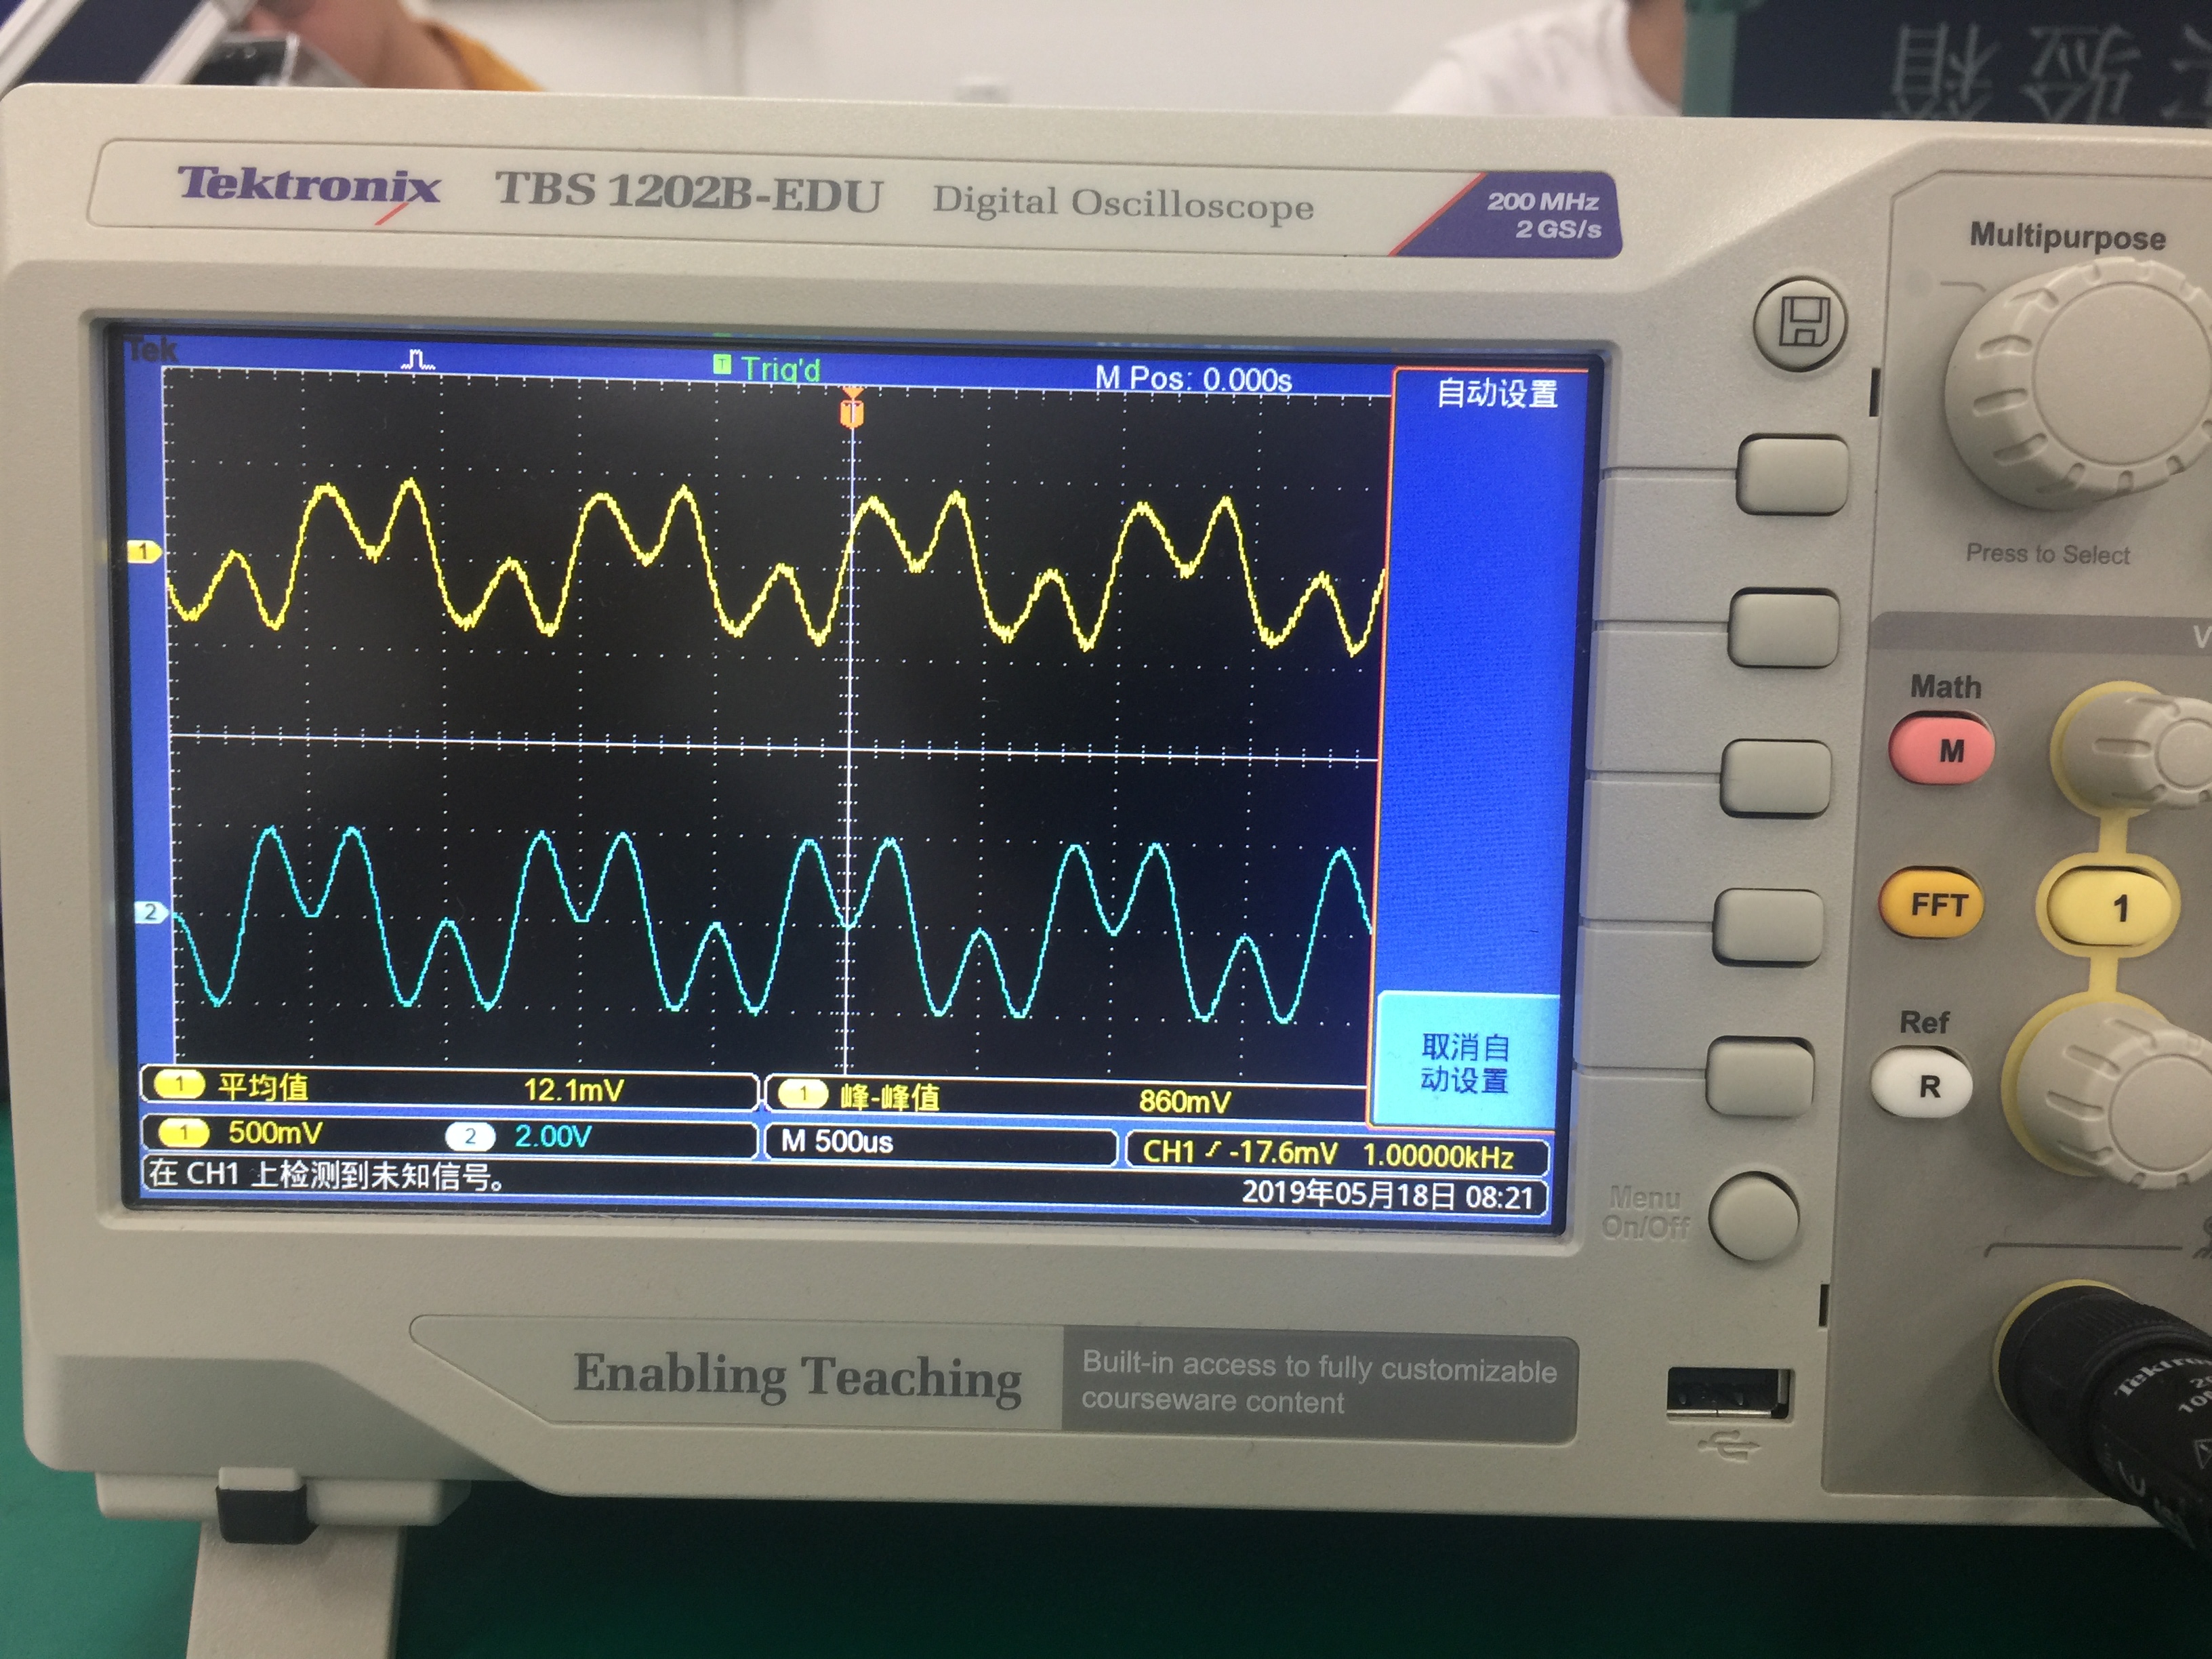 实验箱
Tektronix TBS 1202B-EDU Digital Oscilloscope
200 MHz
2 GS/s
Multipurpose
Press to Select
Tek
T Trig'd M Pos: 0.000s
自动设置
T
1
2
取消自
动设置
1 平均值 12.1mV
1 峰-峰值 860mV
1 500mV 2 2.00V M 500us CH1 -17.6mV 1.00000kHz
在 CH1 上检测到未知信号。
2019年05月18日 08:21
V
Math
M
FFT
1
Ref
R
Menu
On/Off
Enabling Teaching
Built-in access to fully customizable
courseware content